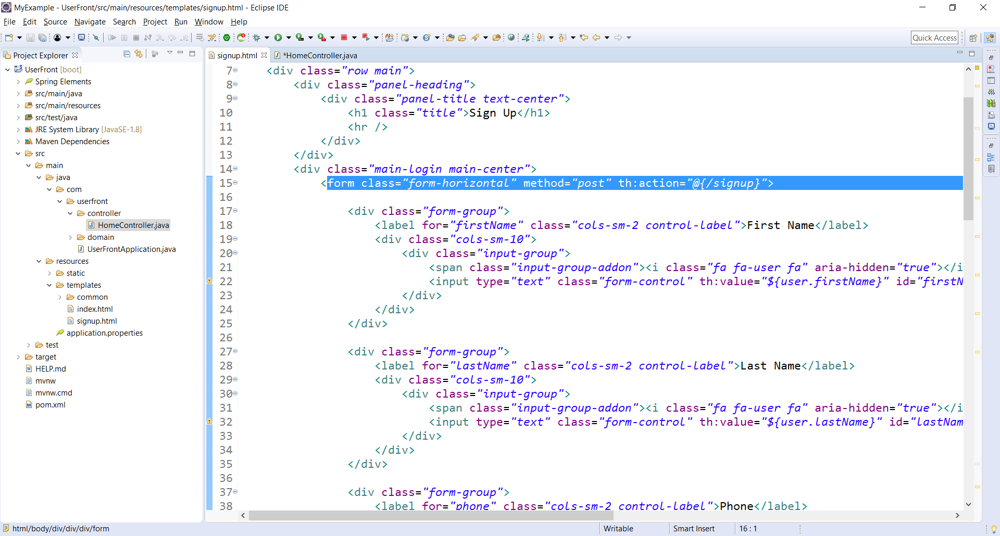 MyExample - UserFront/src/main/resources/templates/signup.html - Eclipse IDE
File Edit Source Navigate Search Project Run Window Help
Quick Access
Project Explorer
signup.html
*HomeController.java
UserFront [boot]
Spring Elements
src/main/java
src/main/resources
src/test/java
JRE System Library [JavaSE-1.8]
Maven Dependencies
src
main
java
com
userfront
controller
HomeController.java
domain
UserFrontApplication.java
resources
static
templates
common
index.html
signup.html
application.properties
test
target
HELP.md
mvnw
mvnw.cmd
pom.xml
7 <div class="row main">
8 <div class="panel-heading">
9 <div class="panel-title text-center">
10 <h1 class="title">Sign Up</h1>
11 <hr />
12 </div>
13 </div>
14 <div class="main-login main-center">
15 <form class="form-horizontal" method="post" th:action="@{/signup}">
16
17 <div class="form-group">
18 <label for="firstName" class="cols-sm-2 control-label">First Name</label>
19 <div class="cols-sm-10">
20 <div class="input-group">
21 <span class="input-group-addon"><i class="fa fa-user fa" aria-hidden="true"></i
22 <input type="text" class="form-control" th:value="${user.firstName}" id="firstN
23 </div>
24 </div>
25 </div>
26
27 <div class="form-group">
28 <label for="lastName" class="cols-sm-2 control-label">Last Name</label>
29 <div class="cols-sm-10">
30 <div class="input-group">
31 <span class="input-group-addon"><i class="fa fa-user fa" aria-hidden="true"></i
32 <input type="text" class="form-control" th:value="${user.lastName}" id="lastNam
33 </div>
34 </div>
35 </div>
36
37 <div class="form-group">
38 <label for="phone" class="cols-sm-2 control-label">Phone</label>
html/body/div/div/div/form
Writable
Smart Insert
16 : 1